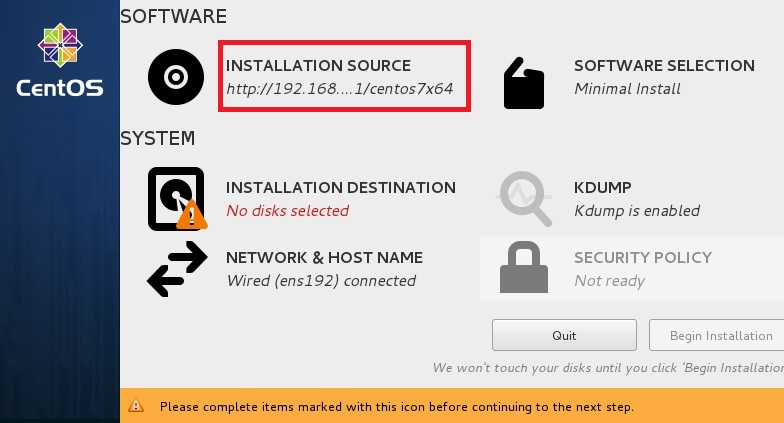 SOFTWARE
CentOS
INSTALLATION SOURCE
http://192.168....1/centos7x64
SOFTWARE SELECTION
Minimal Install
SYSTEM
INSTALLATION DESTINATION
No disks selected
KDUMP
Kdump is enabled
NETWORK & HOST NAME
Wired (ens192) connected
SECURITY POLICY
Not ready
Quit
Begin Installation
We won't touch your disks until you click 'Begin Installation
Please complete items marked with this icon before continuing to the next step.